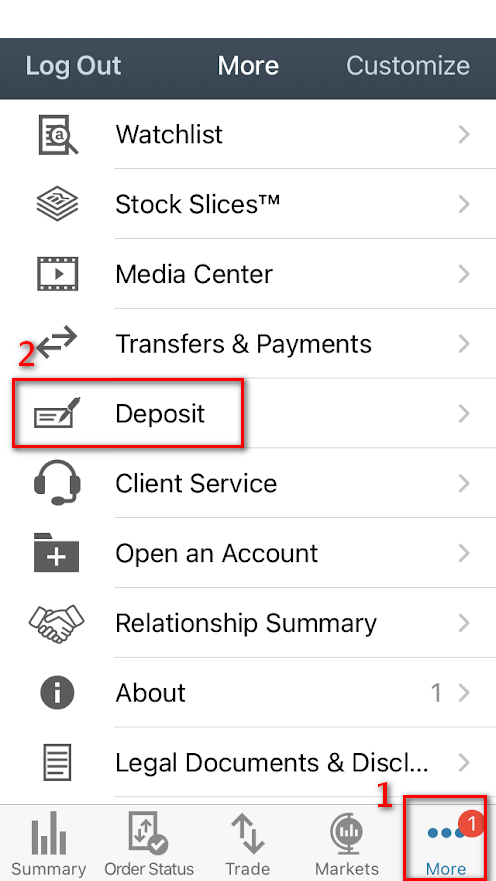 Log Out More Customize
Watchlist
Stock Slices™
Media Center
Transfers & Payments
2
Deposit
Client Service
Open an Account
Relationship Summary
About 1
Legal Documents & Discl...
1
1
Summary Order Status Trade Markets More